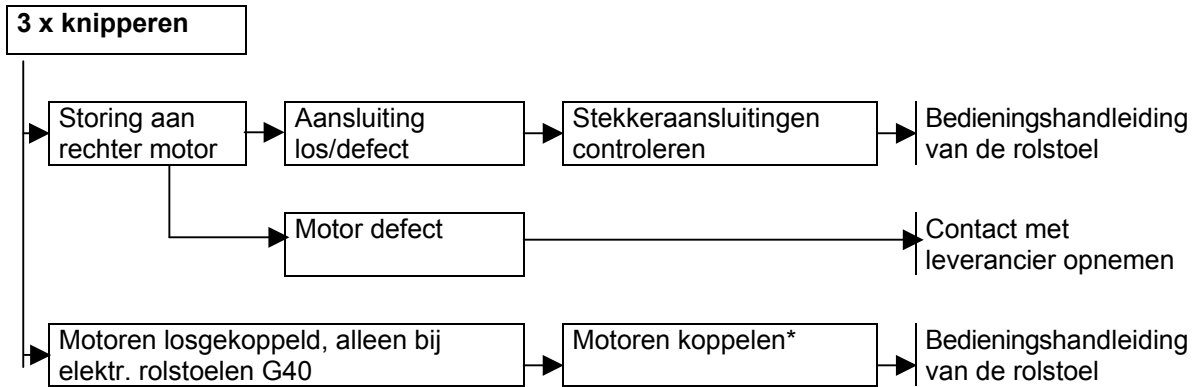 3 x knipperen
Storing aan
rechter motor
Aansluiting
los/defect
Stekkeraansluitingen
controleren
Bedieningshandleiding
van de rolstoel
Motor defect
Contact met
leverancier opnemen
Motoren losgekoppeld, alleen bij
elektr. rolstoelen G40
Motoren koppelen*
Bedieningshandleiding
van de rolstoel